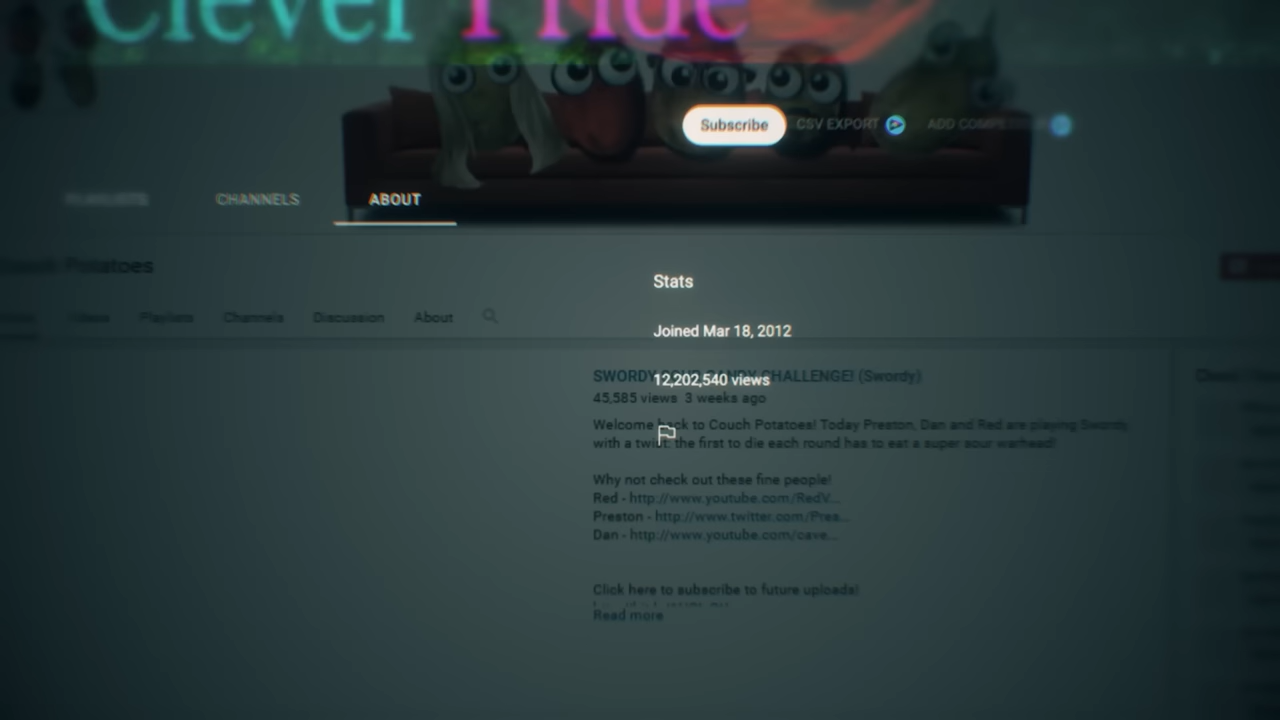 Clever Pride
Subscribe
CSV EXPORT
CHANNELS
ABOUT
Potatoes
Playlists
Channels
Discussion
About
Stats
Joined Mar 18, 2012
12,202,540 views
SWORDY SOUR CANDY CHALLENGE! (Swordy)
45,585 views 3 weeks ago
Welcome back to Couch Potatoes! Today Preston, Dan and Red are playing Swordy
with a twist: the first to die each round has to eat a super sour warhead!
Why not check out these fine people!
Red - http://www.youtube.com/RedV...
Preston - http://www.twitter.com/Pres...
Dan - http://www.youtube.com/cave...
Click here to subscribe to future uploads!
Read more